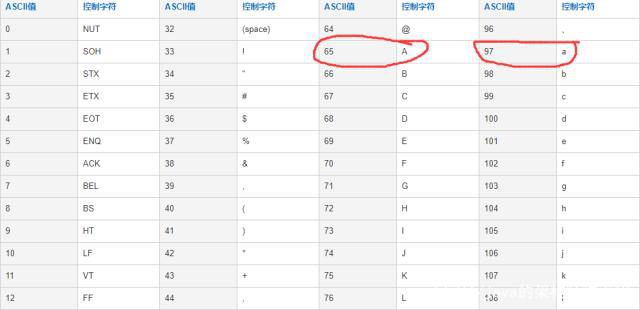 ASCII值 控制字符 ASCII值 控制字符 ASCII值 控制字符 ASCII值 控制字符
0 NUT 32 (space) 64 @ 96 、
1 SOH 33 ! 65 A 97 a
2 STX 34 " 66 B 98 b
3 ETX 35 # 67 C 99 c
4 EOT 36 $ 68 D 100 d
5 ENQ 37 % 69 E 101 e
6 ACK 38 & 70 F 102 f
7 BEL 39 , 71 G 103 g
8 BS 40 ( 72 H 104 h
9 HT 41 ) 73 I 105 i
10 LF 42 * 74 J 106 j
11 VT 43 + 75 K 107 k
12 FF 44 , 76 L 108 l